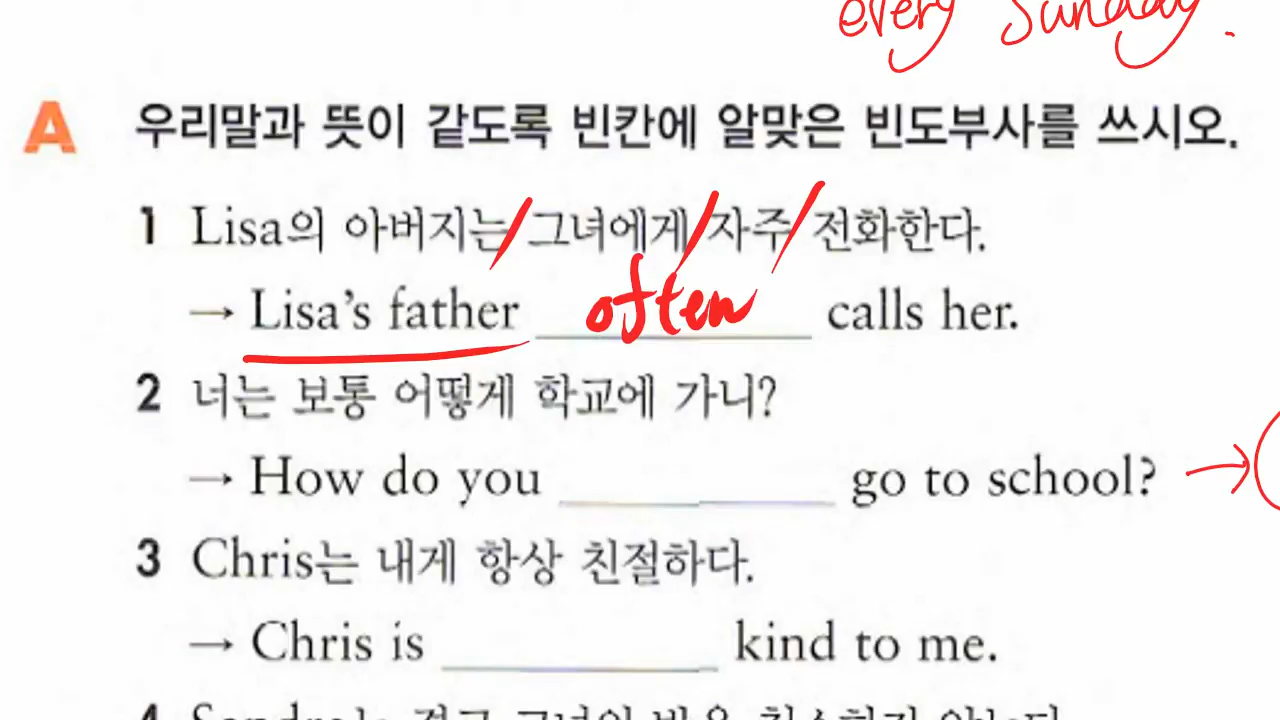 every Sunday.
A 우리말과 뜻이 같도록 빈칸에 알맞은 빈도부사를 쓰시오.
1 Lisa의 아버지는 / 그녀에게 / 자주 / 전화한다.
→ Lisa's father often calls her.
2 너는 보통 어떻게 학교에 가니?
→ How do you ______ go to school? →
3 Chris는 내게 항상 친절하다.
→ Chris is ______ kind to me.